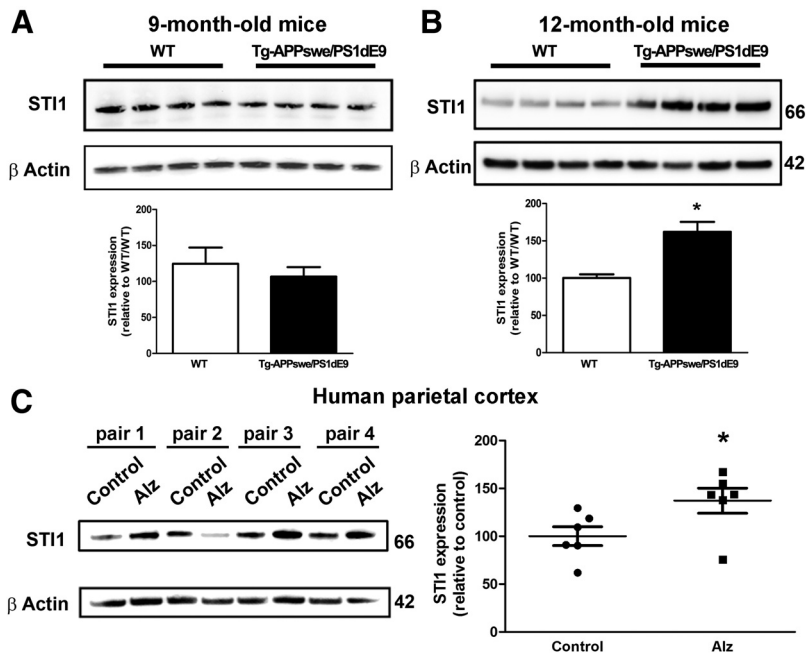 A
9-month-old mice
WT Tg-APPswe/PS1dE9
STI1
β Actin
STI1 expression
(relative to WT/WT)
200
150
100
50
0
WT Tg-APPswe/PS1dE9
B
12-month-old mice
WT Tg-APPswe/PS1dE9
STI1 66
β Actin 42
STI1 expression
(relative to WT/WT)
200
150
100
50
0
*
WT Tg-APPswe/PS1dE9
C
Human parietal cortex
pair 1 pair 2 pair 3 pair 4
Control Alz Control Alz Control Alz Control Alz
STI1 66
β Actin 42
STI1 expression
(relative to control)
200
150
100
50
0
*
Control Alz